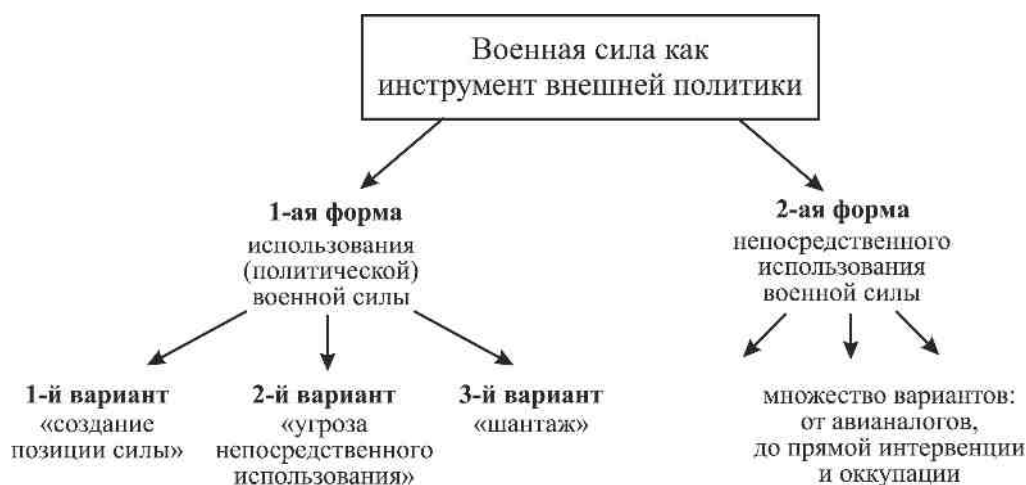 Военная сила как
инструмент внешней политики
1-ая форма
использования
(политической)
военной силы
2-ая форма
непосредственного
использования
военной силы
1-й вариант
«создание
позиции силы»
2-й вариант
«угроза
непосредственного
использования»
3-й вариант
«шантаж»
множество вариантов:
от авианалогов,
до прямой интервенции
и оккупации